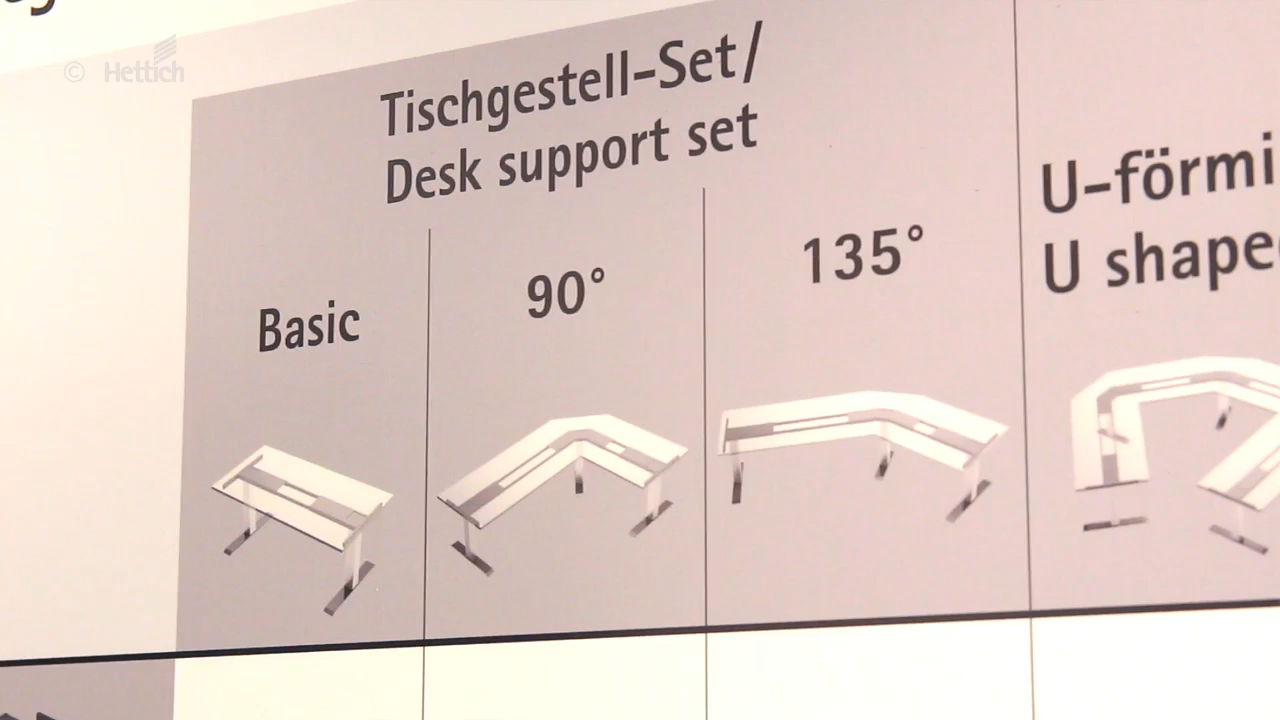 © Hettich
Tischgestell-Set/
Desk support set
Basic
90°
135°
U-förmi
U shape